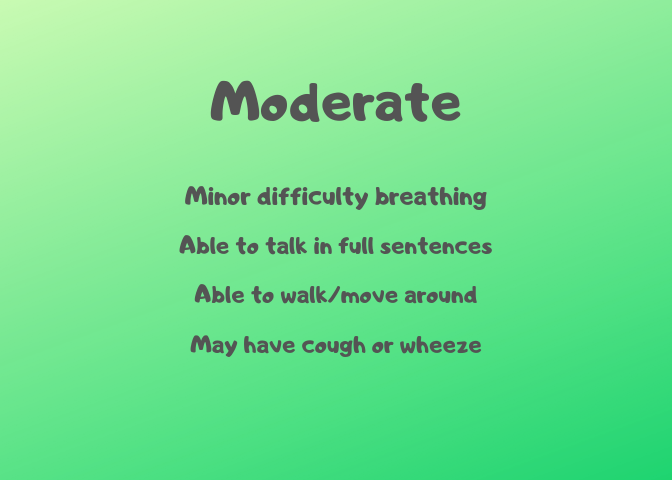 Moderate
Minor difficulty breathing
Able to talk in full sentences
Able to walk/move around
May have cough or wheeze